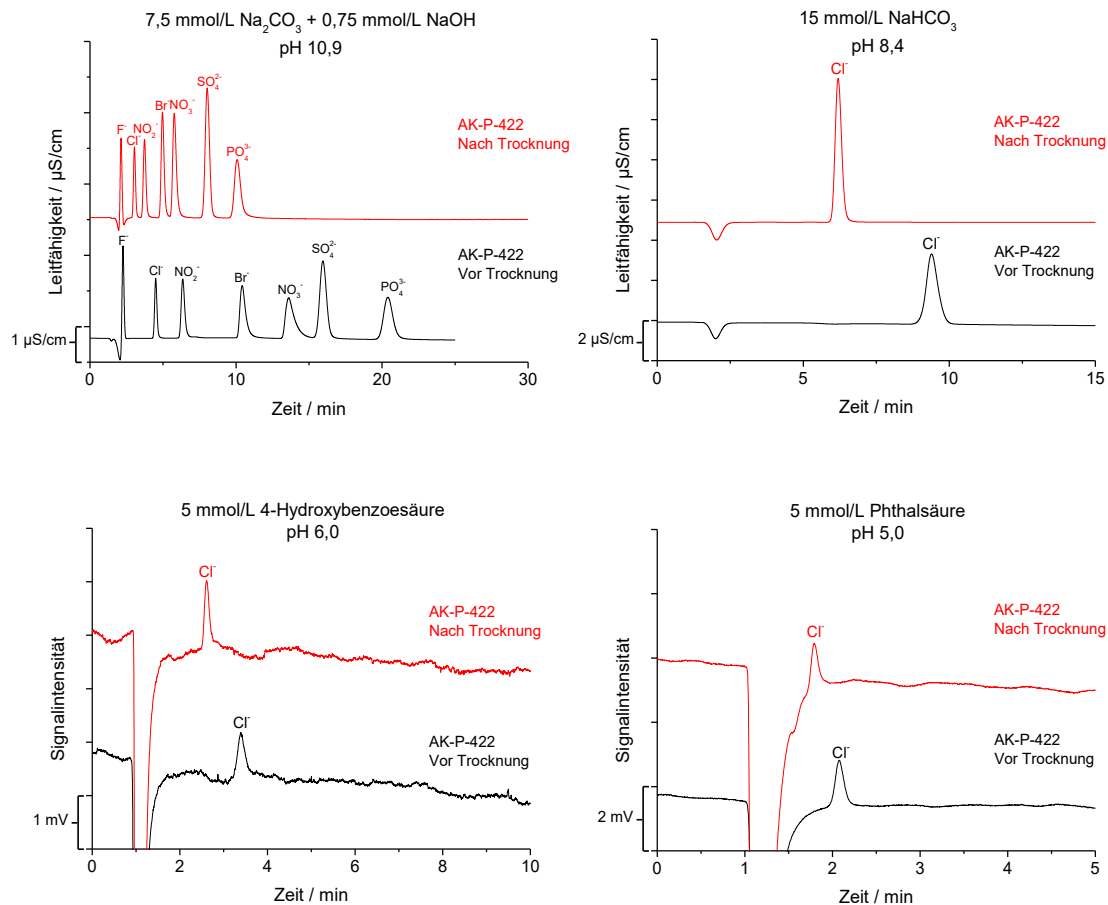 7,5 mmol/L Na₂CO₃ + 0,75 mmol/L NaOH
pH 10,9
Leitfähigkeit / µS/cm
F⁻
Cl⁻
NO₂⁻
Br⁻
NO₃⁻
SO₄²⁻
PO₄³⁻
AK-P-422
Nach Trocknung
F⁻
Cl⁻
NO₂⁻
Br⁻
NO₃⁻
SO₄²⁻
PO₄³⁻
AK-P-422
Vor Trocknung
1 µS/cm
0 10 20 30
Zeit / min
15 mmol/L NaHCO₃
pH 8,4
Leitfähigkeit / µS/cm
Cl⁻
AK-P-422
Nach Trocknung
Cl⁻
AK-P-422
Vor Trocknung
2 µS/cm
0 5 10 15
Zeit / min
5 mmol/L 4-Hydroxybenzoesäure
pH 6,0
Signalintensität
Cl⁻
AK-P-422
Nach Trocknung
Cl⁻
AK-P-422
Vor Trocknung
1 mV
0 2 4 6 8 10
Zeit / min
5 mmol/L Phthalsäure
pH 5,0
Signalintensität
Cl⁻
AK-P-422
Nach Trocknung
Cl⁻
AK-P-422
Vor Trocknung
2 mV
0 1 2 3 4 5
Zeit / min